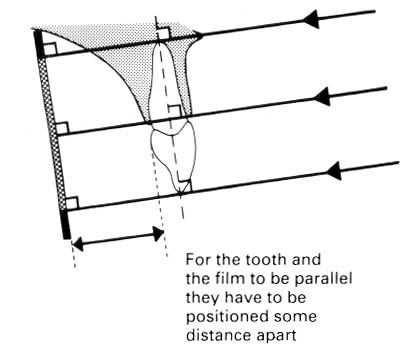 For the tooth and
the film to be parallel
they have to be
positioned some
distance apart